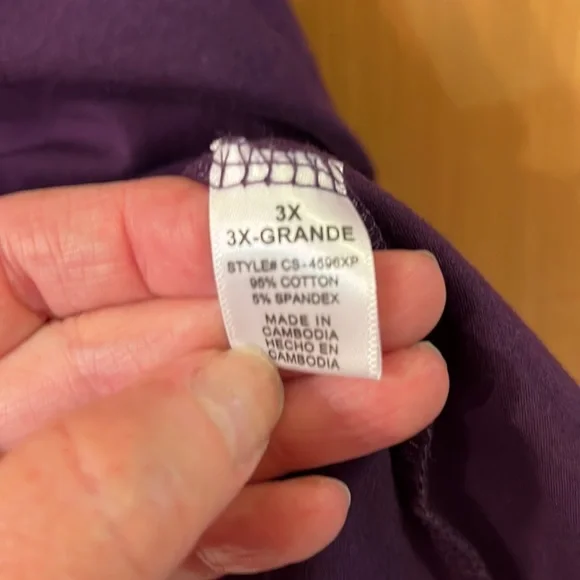 3X
3X-GRANDE
STYLE# CS-4596XP
95% COTTON
5% SPANDEX
MADE IN
CAMBODIA
HECHO EN
CAMBODIA